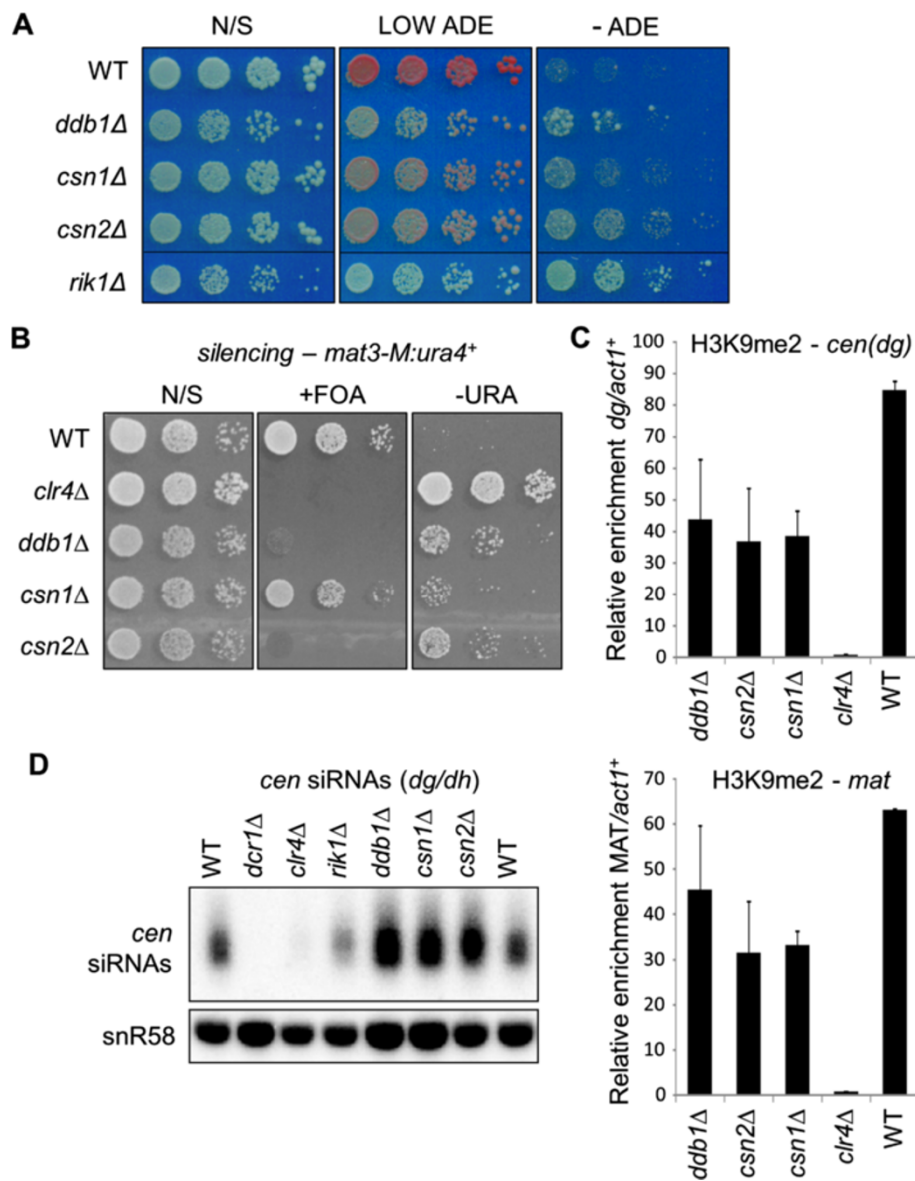 A
N/S LOW ADE - ADE
WT
ddb1Δ
csn1Δ
csn2Δ
rik1Δ
B
silencing – mat3-M:ura4+
N/S +FOA -URA
WT
clr4Δ
ddb1Δ
csn1Δ
csn2Δ
C
H3K9me2 - cen(dg)
Relative enrichment dg/act1+
90
80
70
60
50
40
30
20
10
0
ddb1Δ csn2Δ csn1Δ clr4Δ WT
D
cen siRNAs (dg/dh)
WT dcr1Δ clr4Δ rik1Δ ddb1Δ csn1Δ csn2Δ WT
cen
siRNAs
snR58
H3K9me2 - mat
Relative enrichment MAT/act1+
70
60
50
40
30
20
10
0
ddb1Δ csn2Δ csn1Δ clr4Δ WT